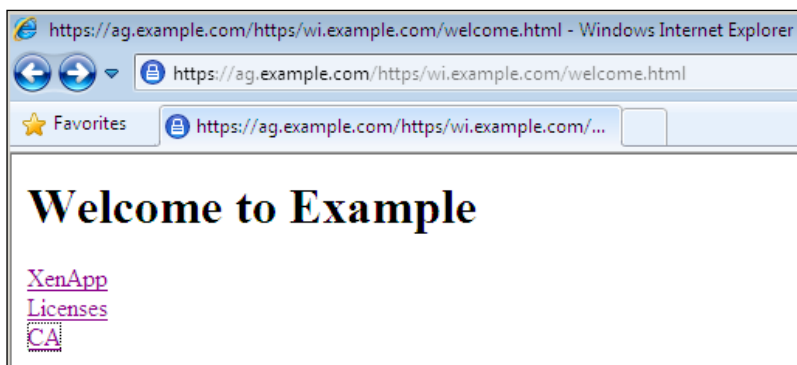 https://ag.example.com/https/wi.example.com/welcome.html - Windows Internet Explorer
https://ag.example.com/https/wi.example.com/welcome.html
Favorites
https://ag.example.com/https/wi.example.com/...
Welcome to Example
XenApp
Licenses
CA